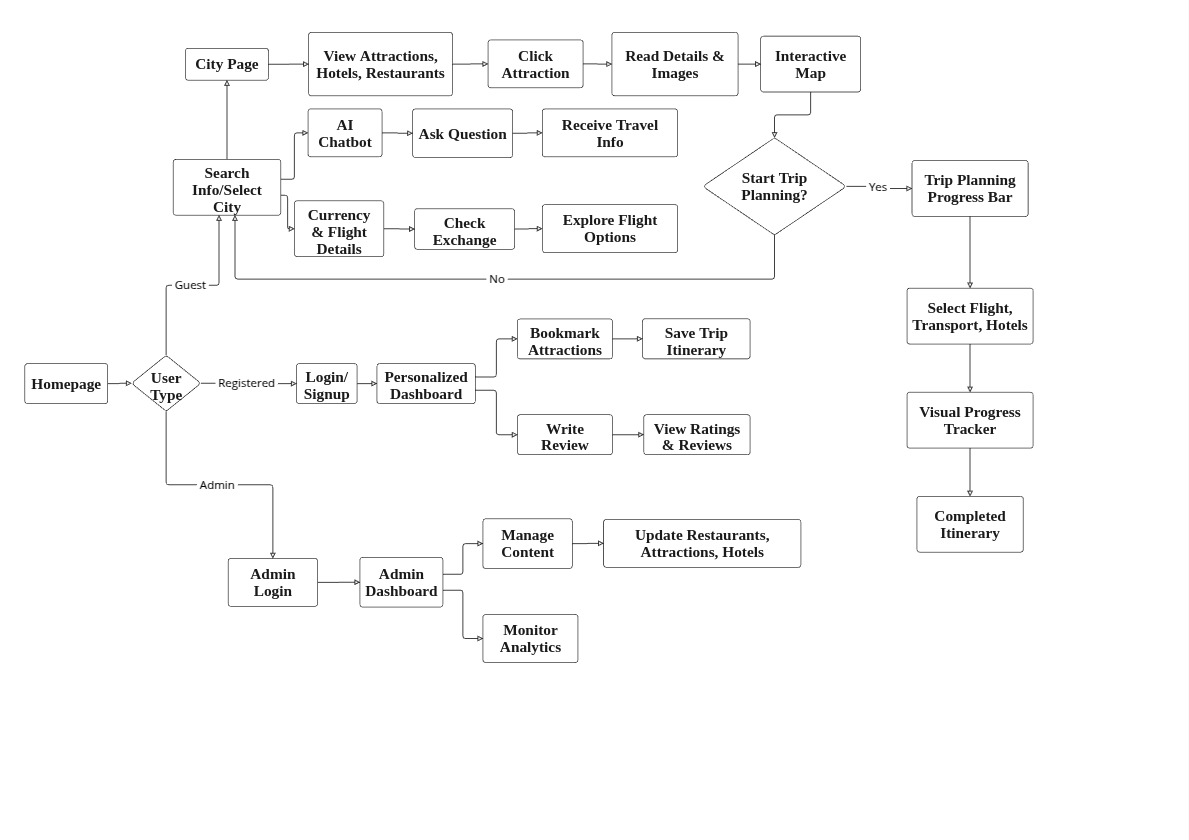 City Page
View Attractions,
Hotels, Restaurants
Click
Attraction
Read Details &
Images
Interactive
Map
AI
Chatbot
Ask Question
Receive Travel
Info
Search
Info/Select
City
Start Trip
Planning?
Yes
Trip Planning
Progress Bar
Currency
& Flight
Details
Check
Exchange
Explore Flight
Options
No
Guest
Select Flight,
Transport, Hotels
Bookmark
Attractions
Save Trip
Itinerary
Homepage
User
Type
Registered
Login/
Signup
Personalized
Dashboard
Write
Review
View Ratings
& Reviews
Visual Progress
Tracker
Admin
Completed
Itinerary
Manage
Content
Update Restaurants,
Attractions, Hotels
Admin
Login
Admin
Dashboard
Monitor
Analytics